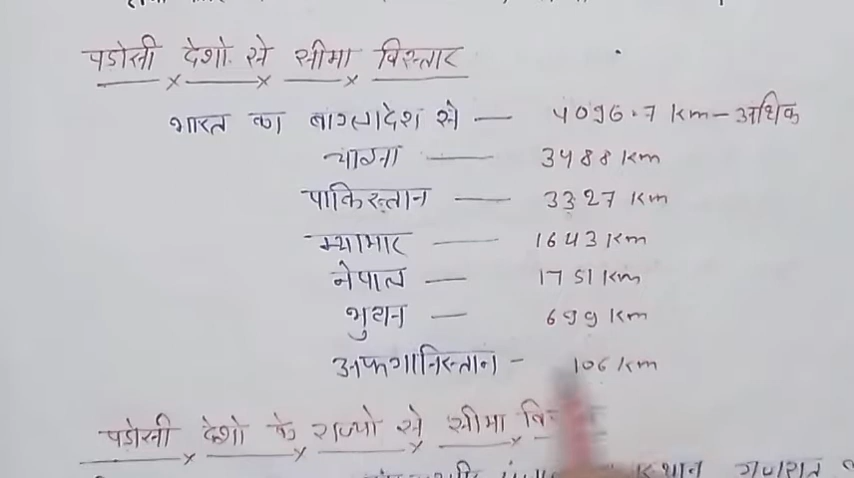 पडोसी देशो से सीमा विस्तार
भारत का बाग्लादेश से — 4096.7 km – अधिक
चाइना — 3488 km
पाकिस्तान — 3327 km
म्यामार — 1643 km
नेपाल — 1751 km
भुटान — 699 km
अफगानिस्तान - 106 km
पडोसी देशो के राज्यो से सीमा